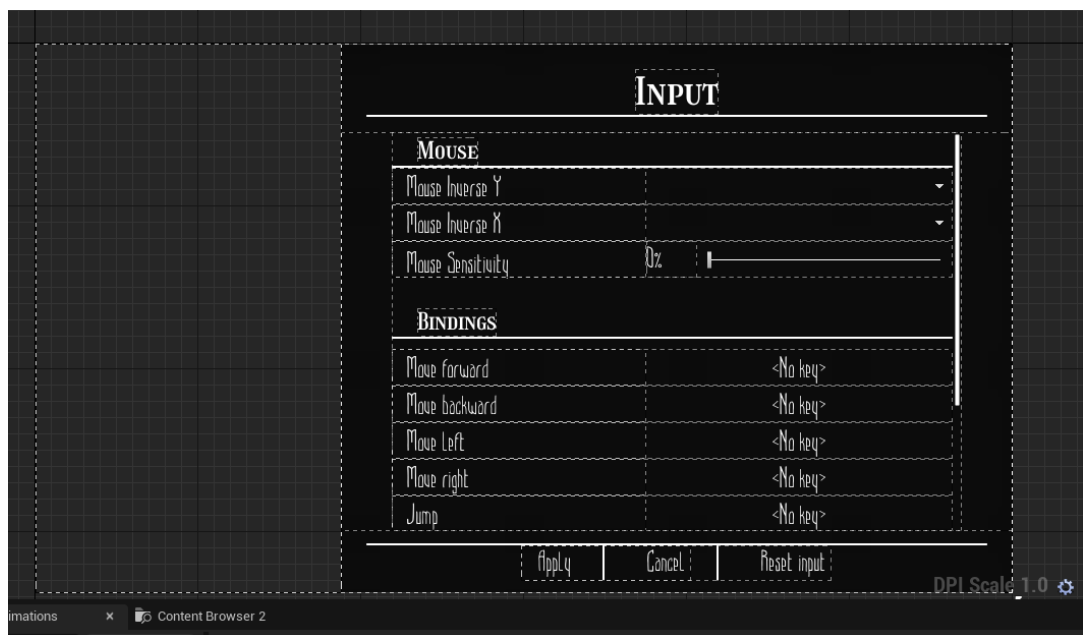 INPUT
MOUSE
Mouse Inverse Y
Mouse Inverse X
Mouse Sensitivity 0%
BINDINGS
Move forward <No key>
Move backward <No key>
Move Left <No key>
Move right <No key>
Jump <No key>
Apply Cancel Reset input
DPI Scale 1.0
imations × Content Browser 2